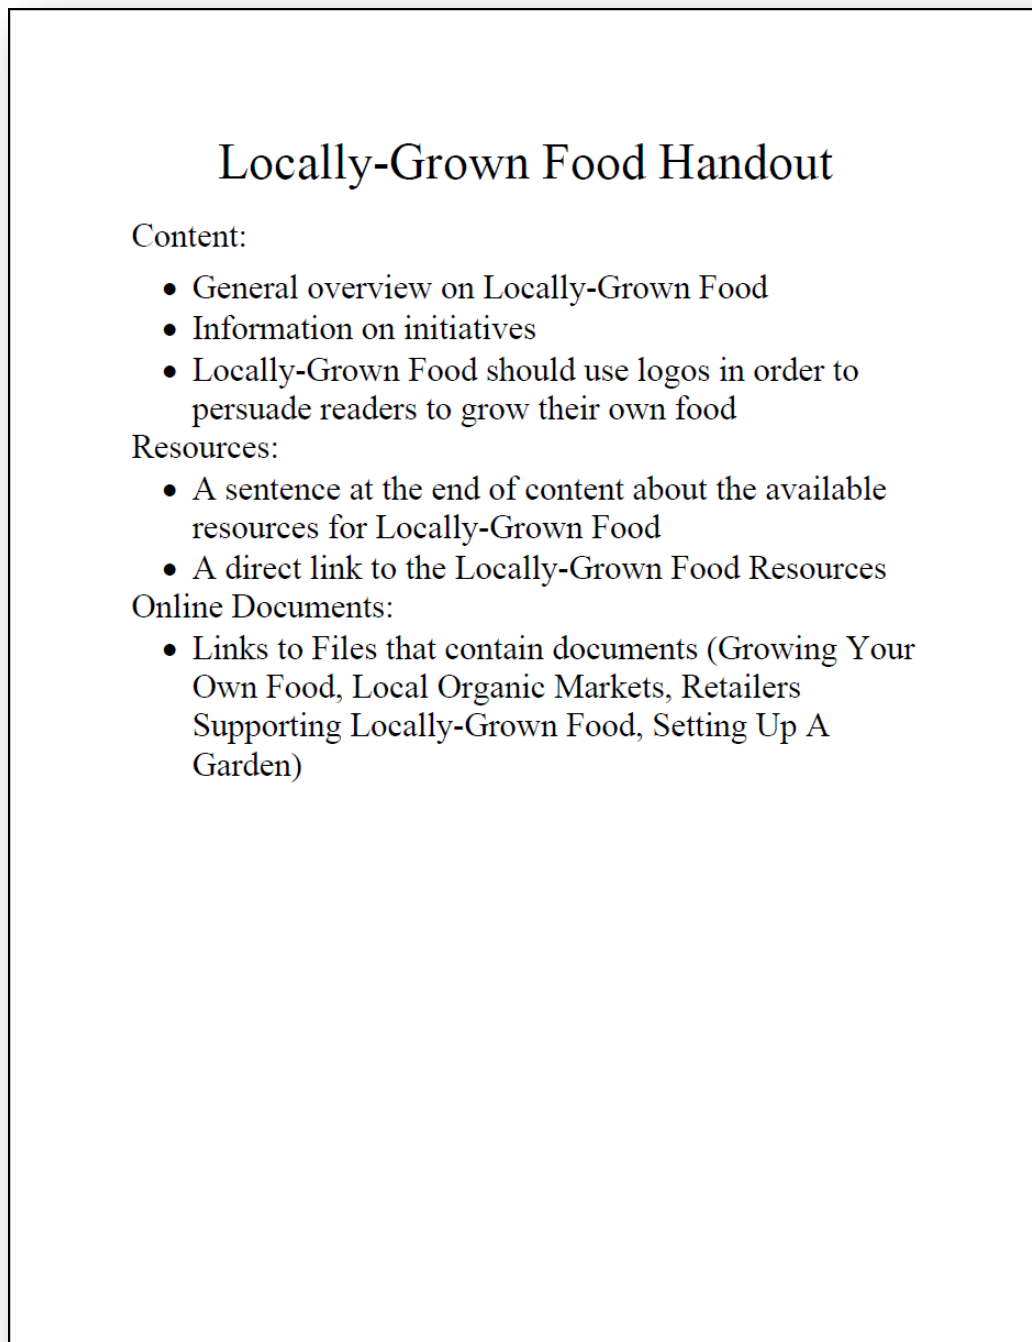 Locally-Grown Food Handout
Content:
• General overview on Locally-Grown Food
• Information on initiatives
• Locally-Grown Food should use logos in order to
persuade readers to grow their own food
Resources:
• A sentence at the end of content about the available
resources for Locally-Grown Food
• A direct link to the Locally-Grown Food Resources
Online Documents:
• Links to Files that contain documents (Growing Your
Own Food, Local Organic Markets, Retailers
Supporting Locally-Grown Food, Setting Up A
Garden)